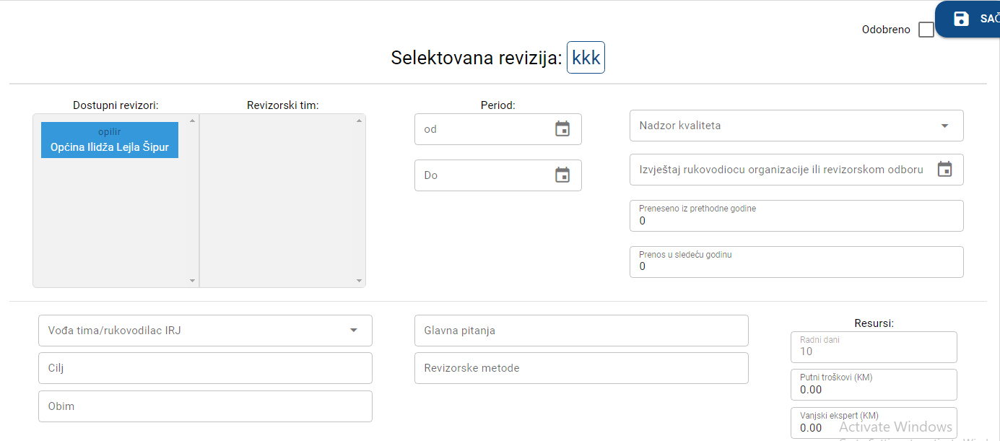 Odobreno
SAČ
Selektovana revizija: kkk
Dostupni revizori:
Revizorski tim:
opilir
Općina Ilidža Lejla Šipur
Period:
od
Do
Nadzor kvaliteta
Izvještaj rukovodiocu organizacije ili revizorskom odboru
Preneseno iz prethodne godine
0
Prenos u sledeću godinu
0
Vođa tima/rukovodilac IRJ
Cilj
Obim
Glavna pitanja
Revizorske metode
Resursi:
Radni dani
10
Putni troškovi (KM)
0.00
Vanjski ekspert (KM)
0.00
Activate Windows